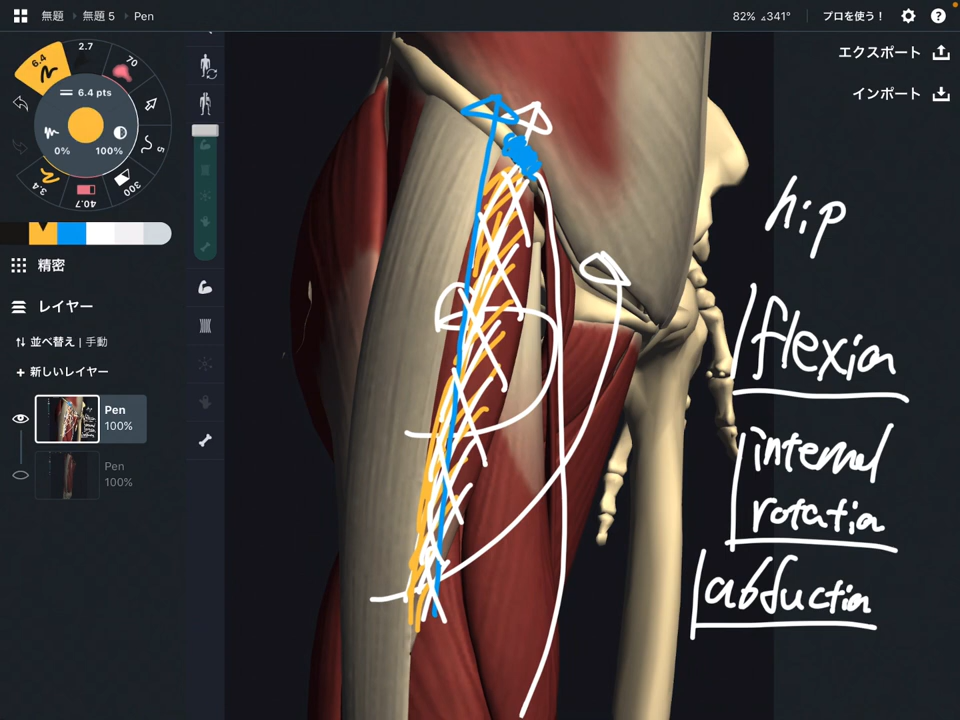 無題 > 無題 5 > Pen
82% ⦟341°
プロを使う！
エクスポート
インポート
2.7
6.4
70
6.4 pts
0%
100%
5
3.4
40.7
300
精密
レイヤー
並べ替え | 手動
+ 新しいレイヤー
Pen
100%
Pen
100%
hip
flexion
internal
rotation
abduction